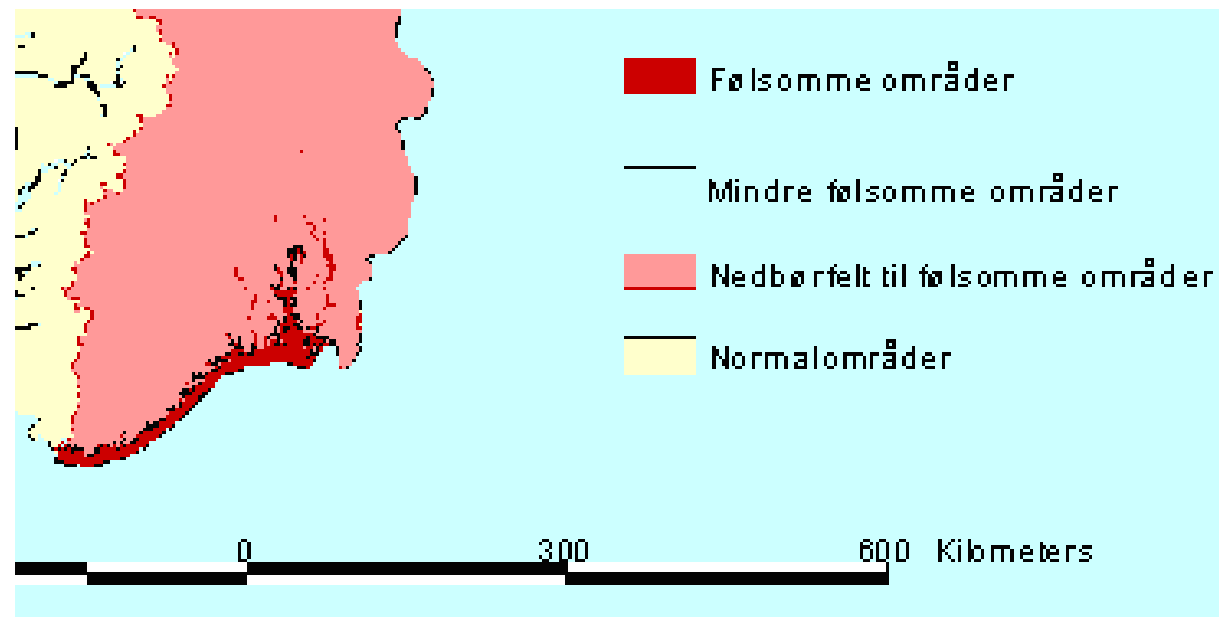 Følsomme områder
Mindre følsomme områder
Nedbørfelt til følsomme områder
Normalområder
0 300 600 Kilometers